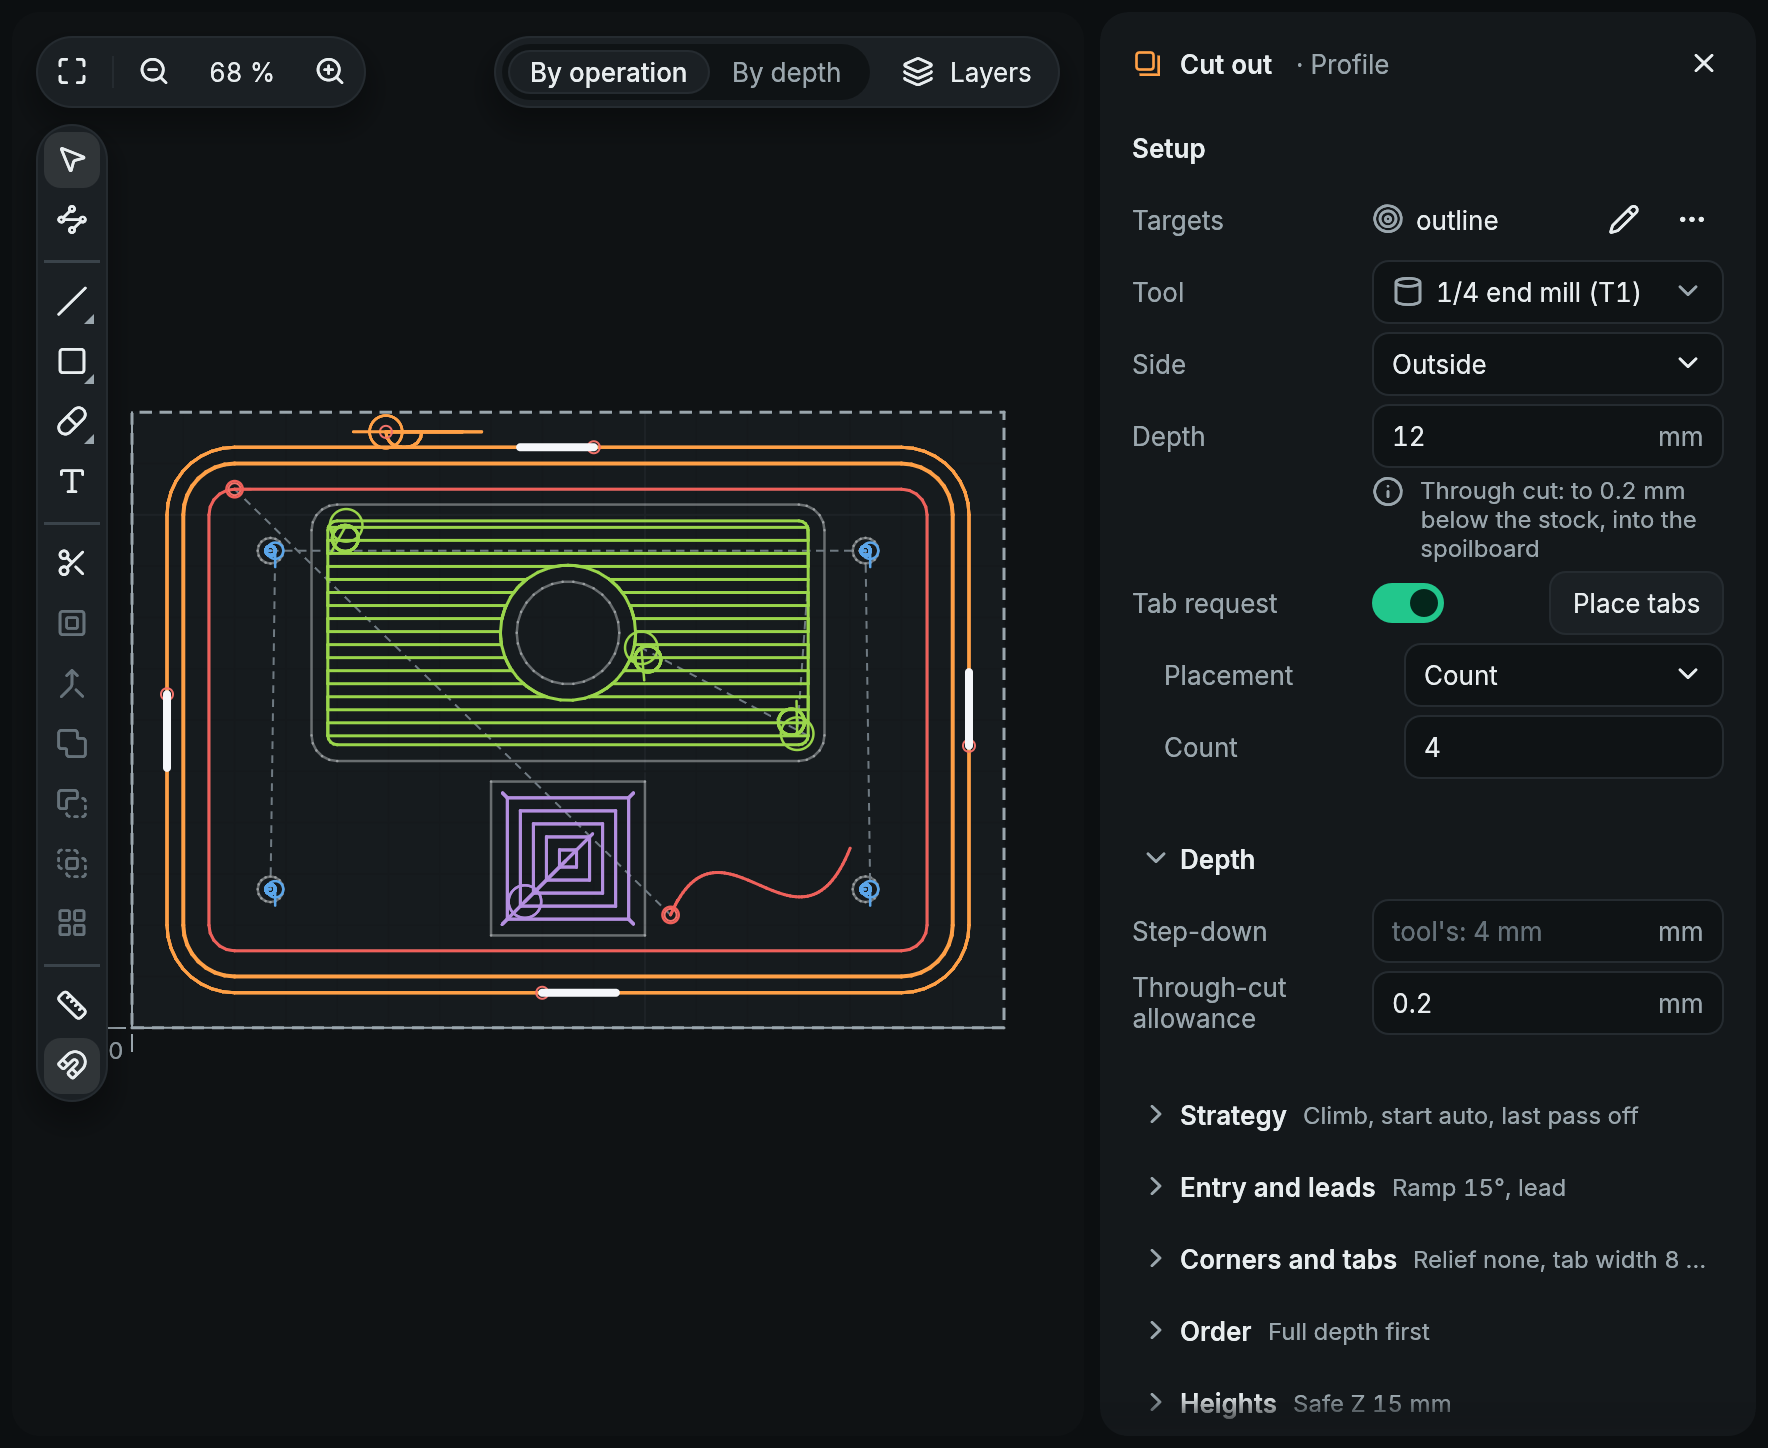 68 %
By operation
By depth
Layers
0
Cut out · Profile
Setup
Targets
outline
Tool
1/4 end mill (T1)
Side
Outside
Depth
12 mm
Through cut: to 0.2 mm
below the stock, into the
spoilboard
Tab request
Place tabs
Placement
Count
Count
4
Depth
Step-down
tool's: 4 mm mm
Through-cut
allowance
0.2 mm
Strategy Climb, start auto, last pass off
Entry and leads Ramp 15°, lead
Corners and tabs Relief none, tab width 8 ...
Order Full depth first
Heights Safe Z 15 mm